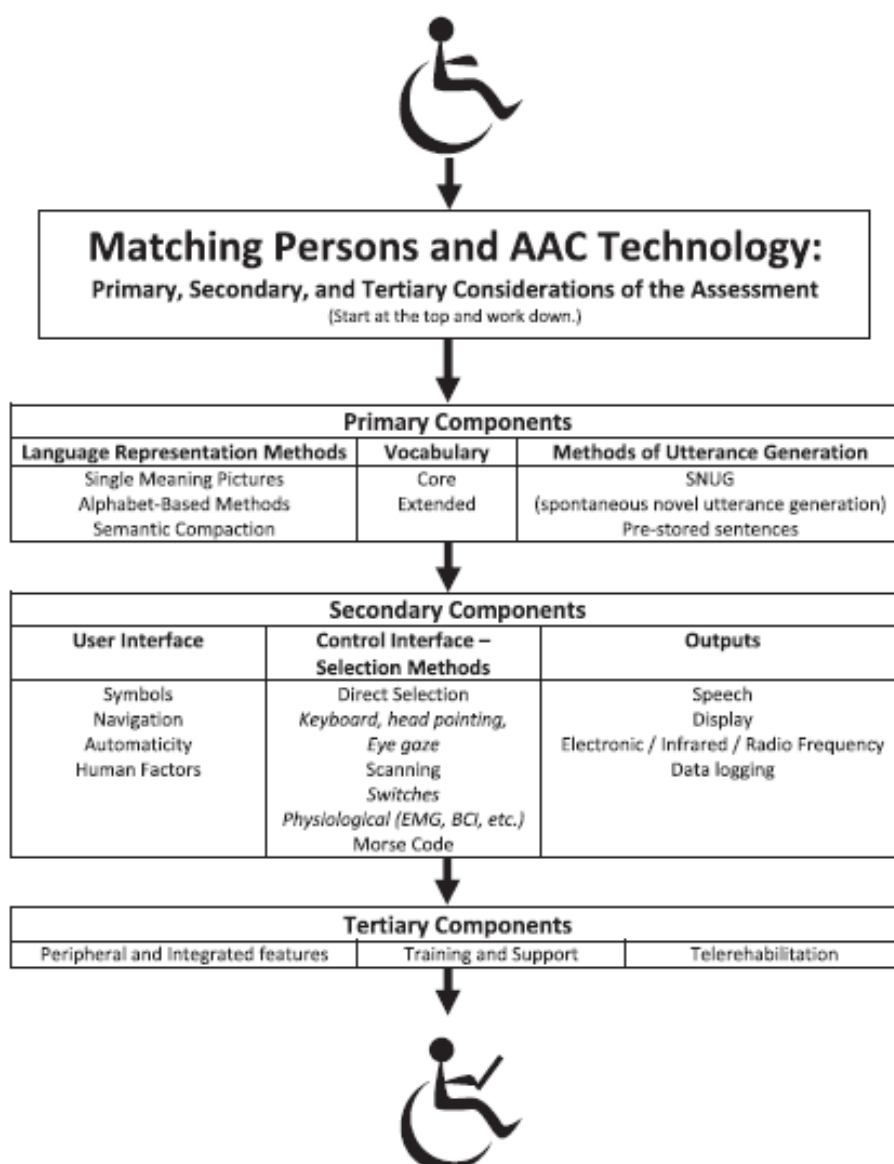 Matching Persons and AAC Technology:
Primary, Secondary, and Tertiary Considerations of the Assessment
(Start at the top and work down.)
Primary Components
Language Representation Methods
Single Meaning Pictures
Alphabet-Based Methods
Semantic Compaction
Vocabulary
Core
Extended
Methods of Utterance Generation
SNUG
(spontaneous novel utterance generation)
Pre-stored sentences
Secondary Components
User Interface
Symbols
Navigation
Automaticity
Human Factors
Control Interface –
Selection Methods
Direct Selection
Keyboard, head pointing,
Eye gaze
Scanning
Switches
Physiological (EMG, BCI, etc.)
Morse Code
Outputs
Speech
Display
Electronic / Infrared / Radio Frequency
Data logging
Tertiary Components
Peripheral and Integrated features
Training and Support
Telerehabilitation